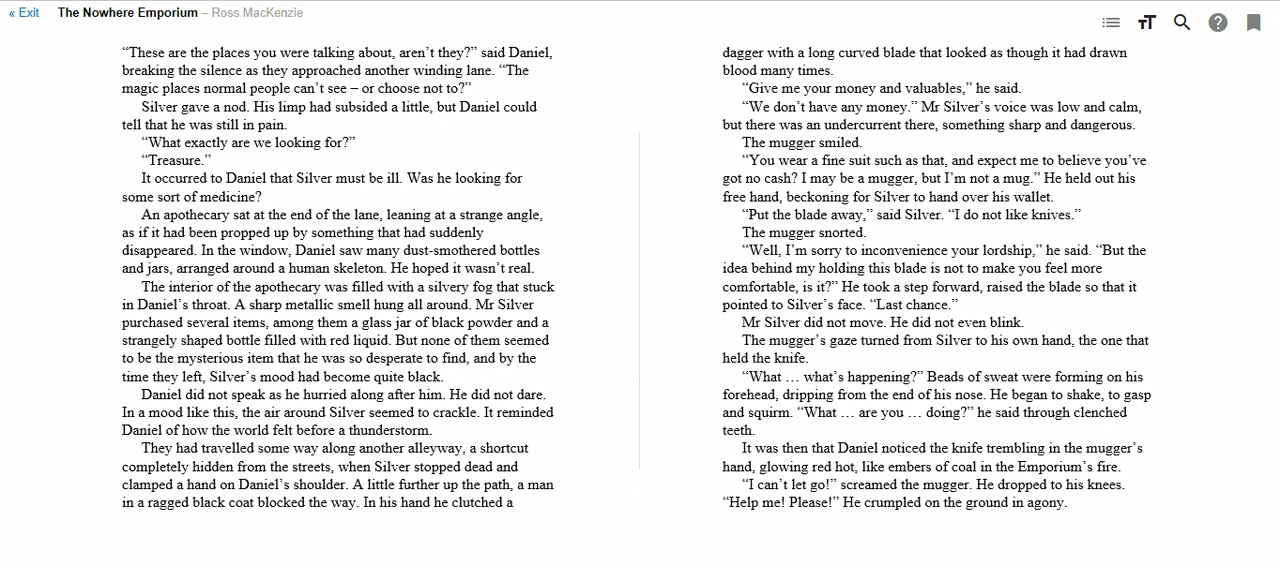 « Exit The Nowhere Emporium – Ross MacKenzie
“These are the places you were talking about, aren’t they?” said Daniel,
breaking the silence as they approached another winding lane. “The
magic places normal people can’t see – or choose not to?”
Silver gave a nod. His limp had subsided a little, but Daniel could
tell that he was still in pain.
“What exactly are we looking for?”
“Treasure.”
It occurred to Daniel that Silver must be ill. Was he looking for
some sort of medicine?
An apothecary sat at the end of the lane, leaning at a strange angle,
as if it had been propped up by something that had suddenly
disappeared. In the window, Daniel saw many dust-smothered bottles
and jars, arranged around a human skeleton. He hoped it wasn’t real.
The interior of the apothecary was filled with a silvery fog that stuck
in Daniel’s throat. A sharp metallic smell hung all around. Mr Silver
purchased several items, among them a glass jar of black powder and a
strangely shaped bottle filled with red liquid. But none of them seemed
to be the mysterious item that he was so desperate to find, and by the
time they left, Silver’s mood had become quite black.
Daniel did not speak as he hurried along after him. He did not dare.
In a mood like this, the air around Silver seemed to crackle. It reminded
Daniel of how the world felt before a thunderstorm.
They had travelled some way along another alleyway, a shortcut
completely hidden from the streets, when Silver stopped dead and
clamped a hand on Daniel’s shoulder. A little further up the path, a man
in a ragged black coat blocked the way. In his hand he clutched a
dagger with a long curved blade that looked as though it had drawn
blood many times.
“Give me your money and valuables,” he said.
“We don’t have any money.” Mr Silver’s voice was low and calm,
but there was an undercurrent there, something sharp and dangerous.
The mugger smiled.
“You wear a fine suit such as that, and expect me to believe you’ve
got no cash? I may be a mugger, but I’m not a mug.” He held out his
free hand, beckoning for Silver to hand over his wallet.
“Put the blade away,” said Silver. “I do not like knives.”
The mugger snorted.
“Well, I’m sorry to inconvenience your lordship,” he said. “But the
idea behind my holding this blade is not to make you feel more
comfortable, is it?” He took a step forward, raised the blade so that it
pointed to Silver’s face. “Last chance.”
Mr Silver did not move. He did not even blink.
The mugger’s gaze turned from Silver to his own hand, the one that
held the knife.
“What … what’s happening?” Beads of sweat were forming on his
forehead, dripping from the end of his nose. He began to shake, to gasp
and squirm. “What … are you … doing?” he said through clenched
teeth.
It was then that Daniel noticed the knife trembling in the mugger’s
hand, glowing red hot, like embers of coal in the Emporium’s fire.
“I can’t let go!” screamed the mugger. He dropped to his knees.
“Help me! Please!” He crumpled on the ground in agony.